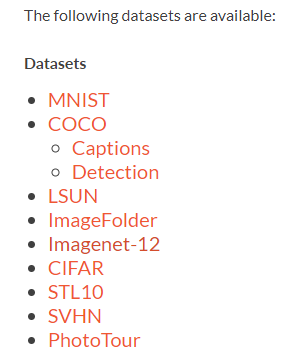 The following datasets are available:
Datasets
MNIST
COCO
Captions
Detection
LSUN
ImageFolder
Imagenet-12
CIFAR
STL10
SVHN
PhotoTour